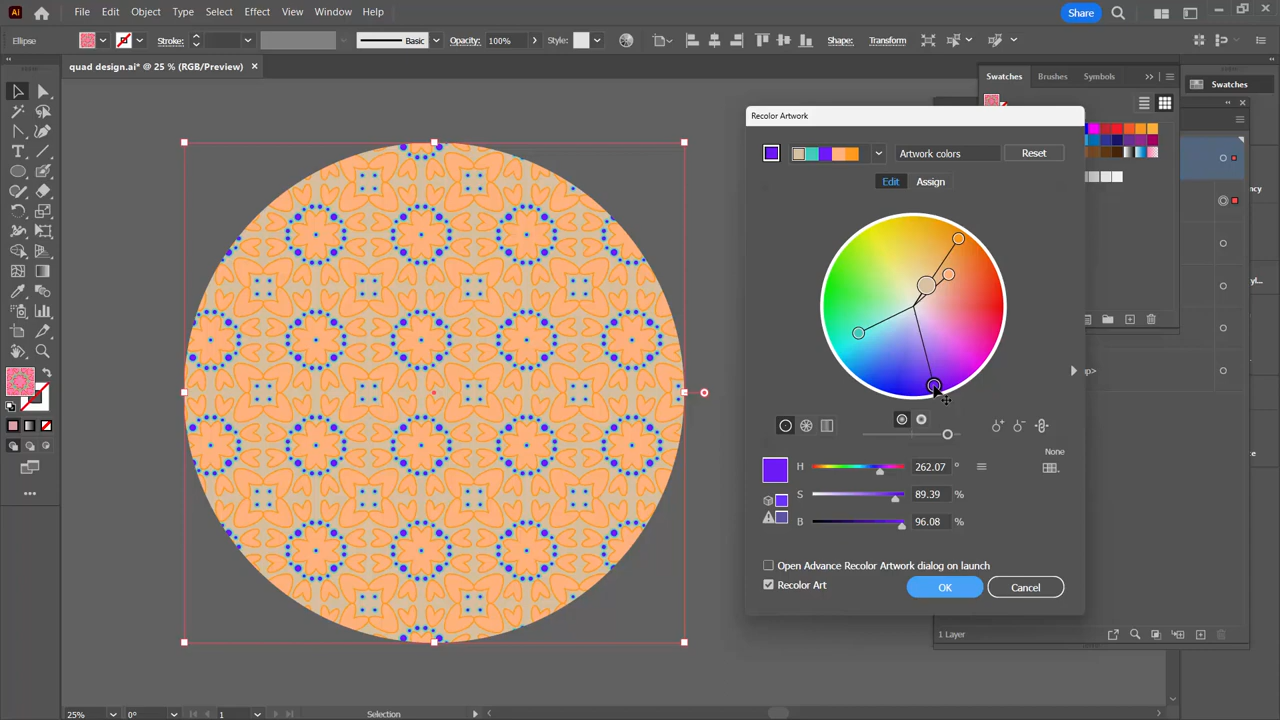 Ai File Edit Object Type Select Effect View Window Help Share
Ellipse Stroke: Basic Opacity: 100% Style: Shape: Transform
quad design.ai* @ 25 % (RGB/Preview)
Swatches Brushes Symbols
Swatches
Recolor Artwork
Artwork colors Reset
Edit Assign
None
H 262.07 °
S 89.39 %
B 96.08 %
Open Advance Recolor Artwork dialog on launch
Recolor Art
OK Cancel
1 Layer
25% 0° 1 Selection